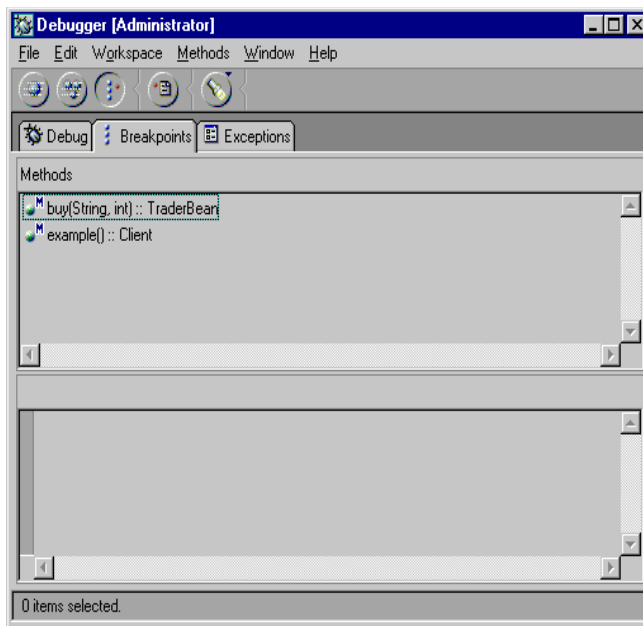 Debugger [Administrator]
File Edit Workspace Methods Window Help
Debug Breakpoints Exceptions
Methods
M buy(String, int) :: TraderBean
M example() :: Client
0 items selected.